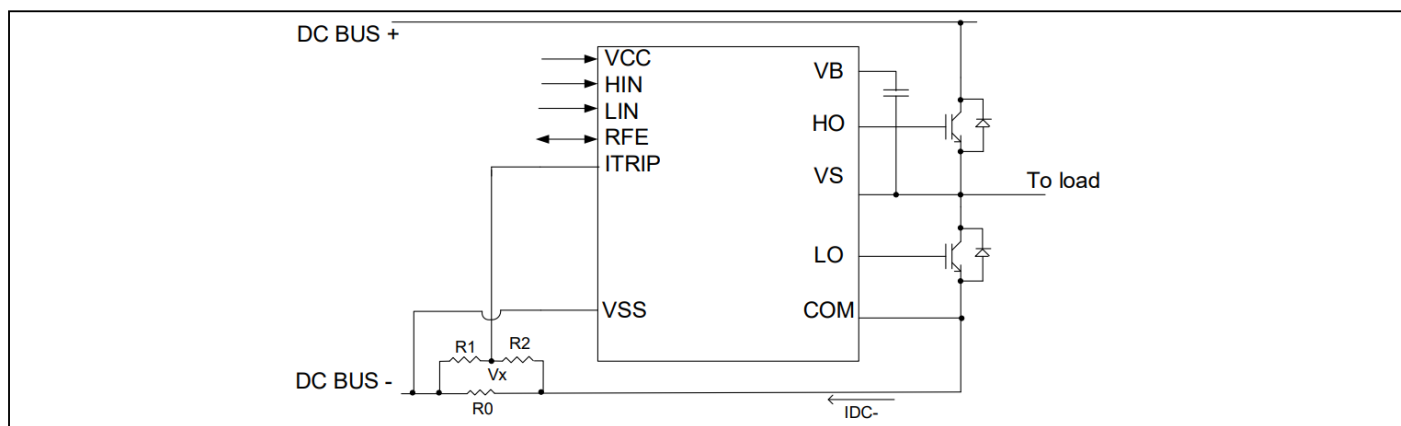 DC BUS +
VCC
HIN
LIN
RFE
ITRIP
VSS
VB
HO
VS
LO
COM
To load
R1
R2
Vx
DC BUS -
R0
IDC-